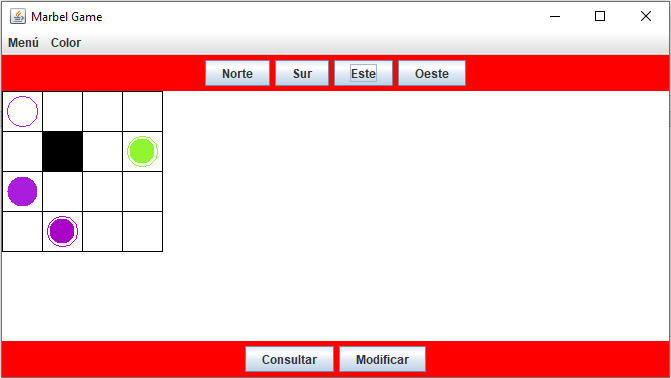 Marbel Game
Menú Color
Norte Sur Este Oeste
Consultar Modificar